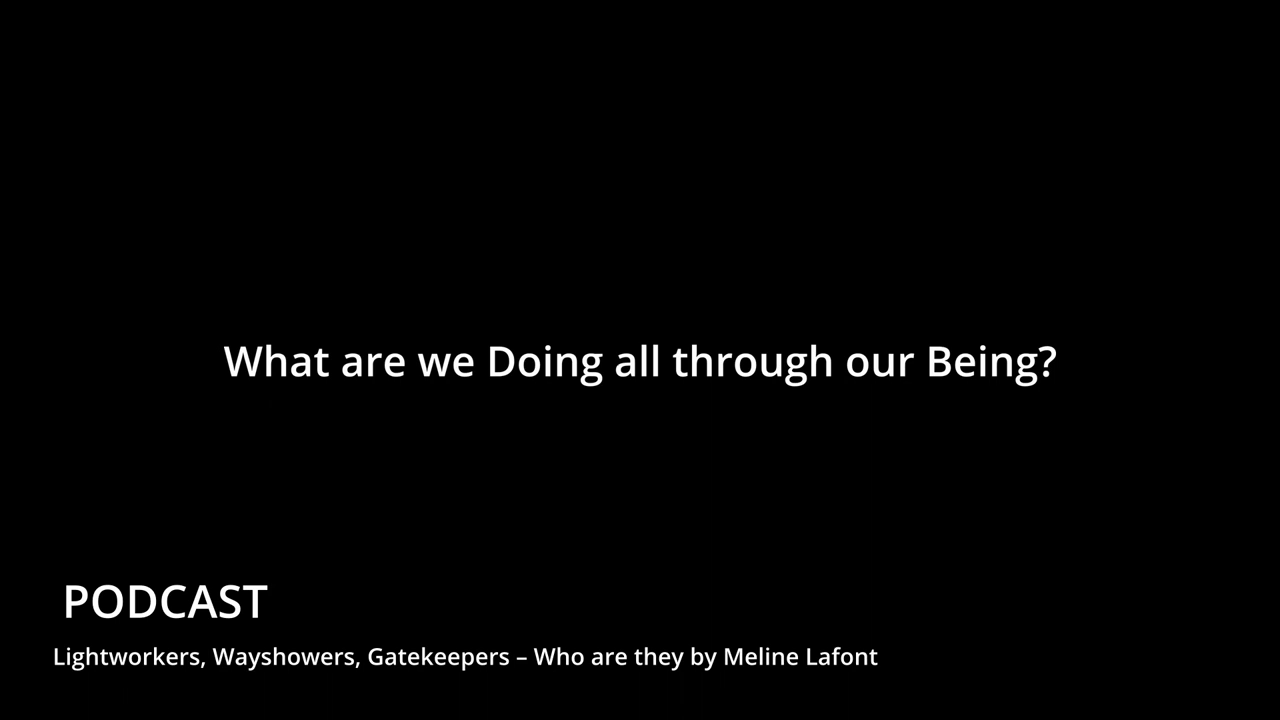 What are we Doing all through our Being?
PODCAST
Lightworkers, Wayshowers, Gatekeepers – Who are they by Meline Lafont